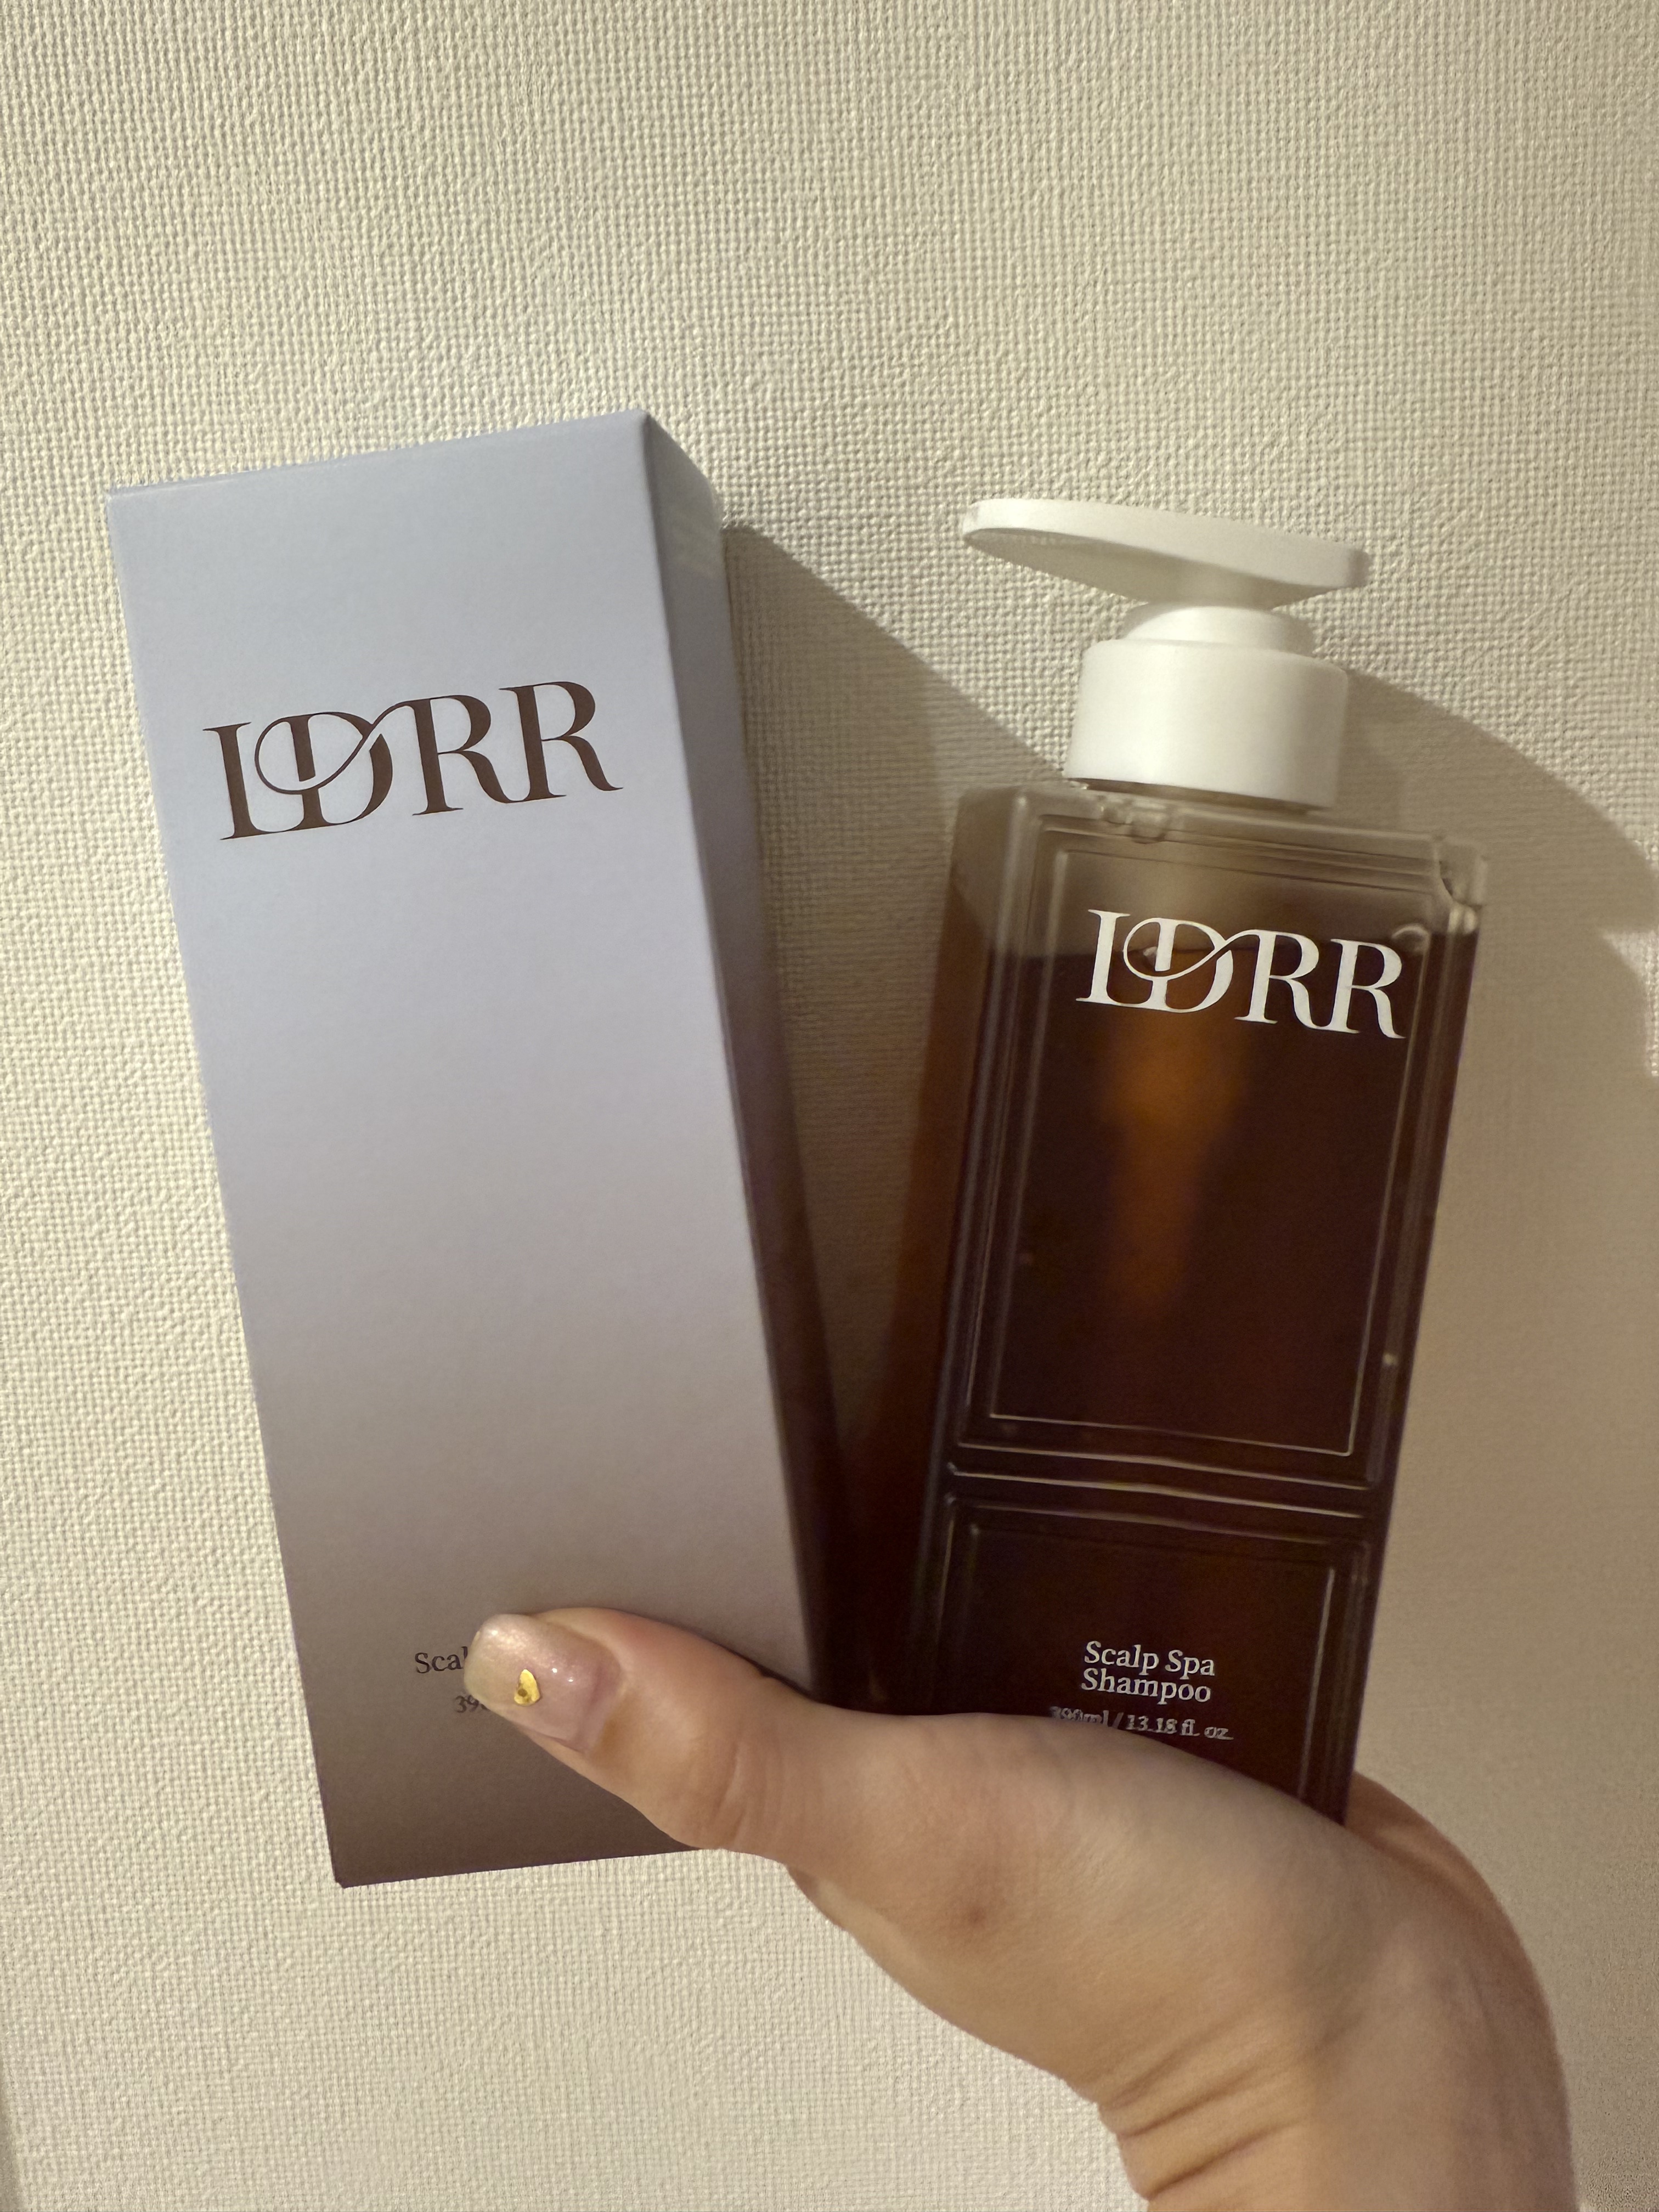 LDRR
LDRR
Scalp Spa
Shampoo
390ml / 13.18 fl. oz.